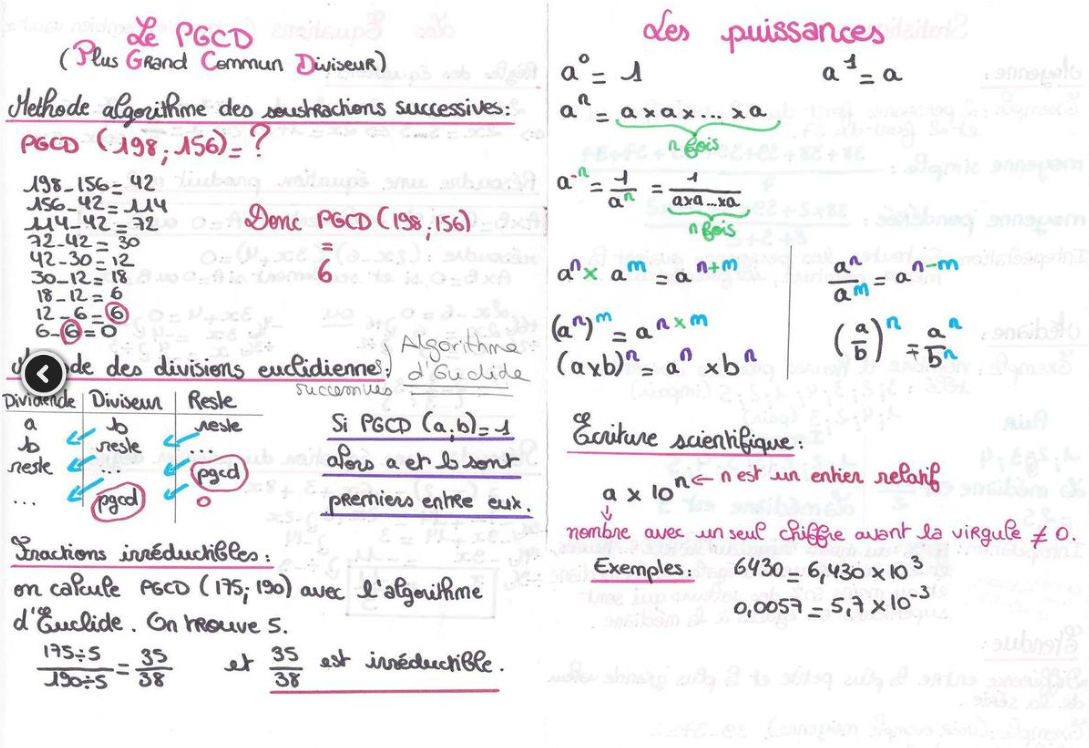 Le PGCD
(Plus Grand Commun Diviseur)
Methode algorithme des soustractions successives:
PGCD (198 ; 156) = ?
198 - 156 = 42
156 - 42 = 114
114 - 42 = 72
72 - 42 = 30
42 - 30 = 12
30 - 12 = 18
18 - 12 = 6
12 - 6 = 6
6 - 6 = 0
Donc PGCD (198 ; 156)
=
6
de des divisions euclidienne
successives
; Algorithme
d'Euclide
Dividende Diviseur Reste
a b reste
b reste ...
reste ... pgcd
... pgcd 0
Si PGCD (a;b) = 1
alors a et b sont
premiers entre eux.
Fractions irréductibles :
on calcule PGCD (175; 190) avec l'algorithme
d'Euclide. On trouve 5.
175÷5/190÷5 = 35/38 et 35/38 est irréductible.
Les puissances
a⁰ = 1 a¹ = a
aⁿ = a x a x ... x a
n fois
a⁻ⁿ = 1/aⁿ = 1/axa...xa
n fois
aⁿ x aᵐ = aⁿ⁺ᵐ aⁿ/aᵐ = aⁿ⁻ᵐ
(aⁿ)ᵐ = aⁿˣᵐ (a/b)ⁿ = aⁿ/bⁿ
(axb)ⁿ = aⁿ x bⁿ
Ecriture scientifique.
a x 10ⁿ ← n est un entier relatif
nombre avec un seul chiffre avant la virgule ≠ 0.
Exemples: 6430 = 6,430 x 10³
0,0057 = 5,7 x 10⁻³